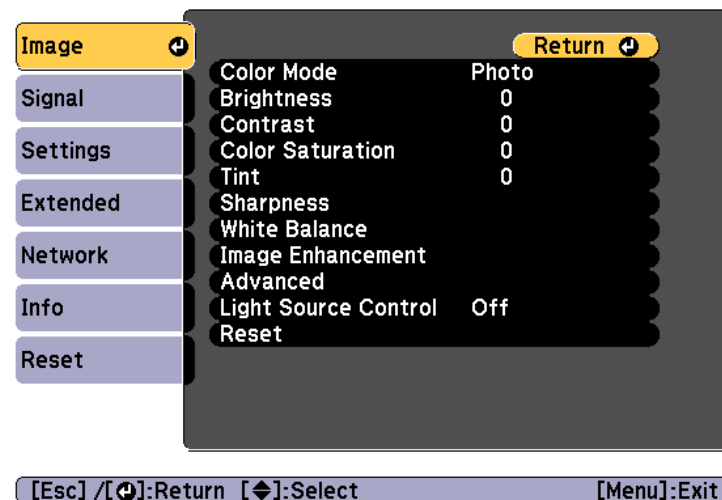 Image
Signal
Settings
Extended
Network
Info
Reset
Return
Color Mode Photo
Brightness 0
Contrast 0
Color Saturation 0
Tint 0
Sharpness
White Balance
Image Enhancement
Advanced
Light Source Control Off
Reset
[Esc] /[ ]:Return [ ]:Select [Menu]:Exit